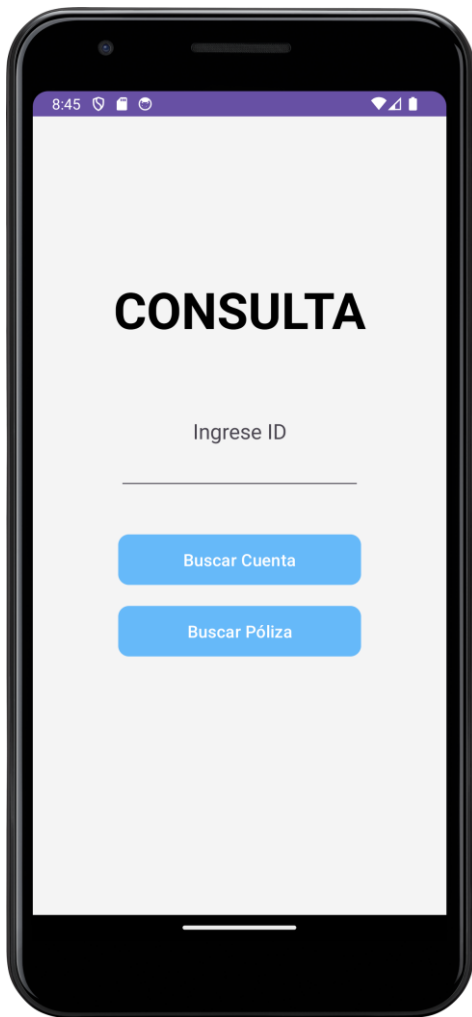 8:45
CONSULTA
Ingrese ID
Buscar Cuenta
Buscar Póliza